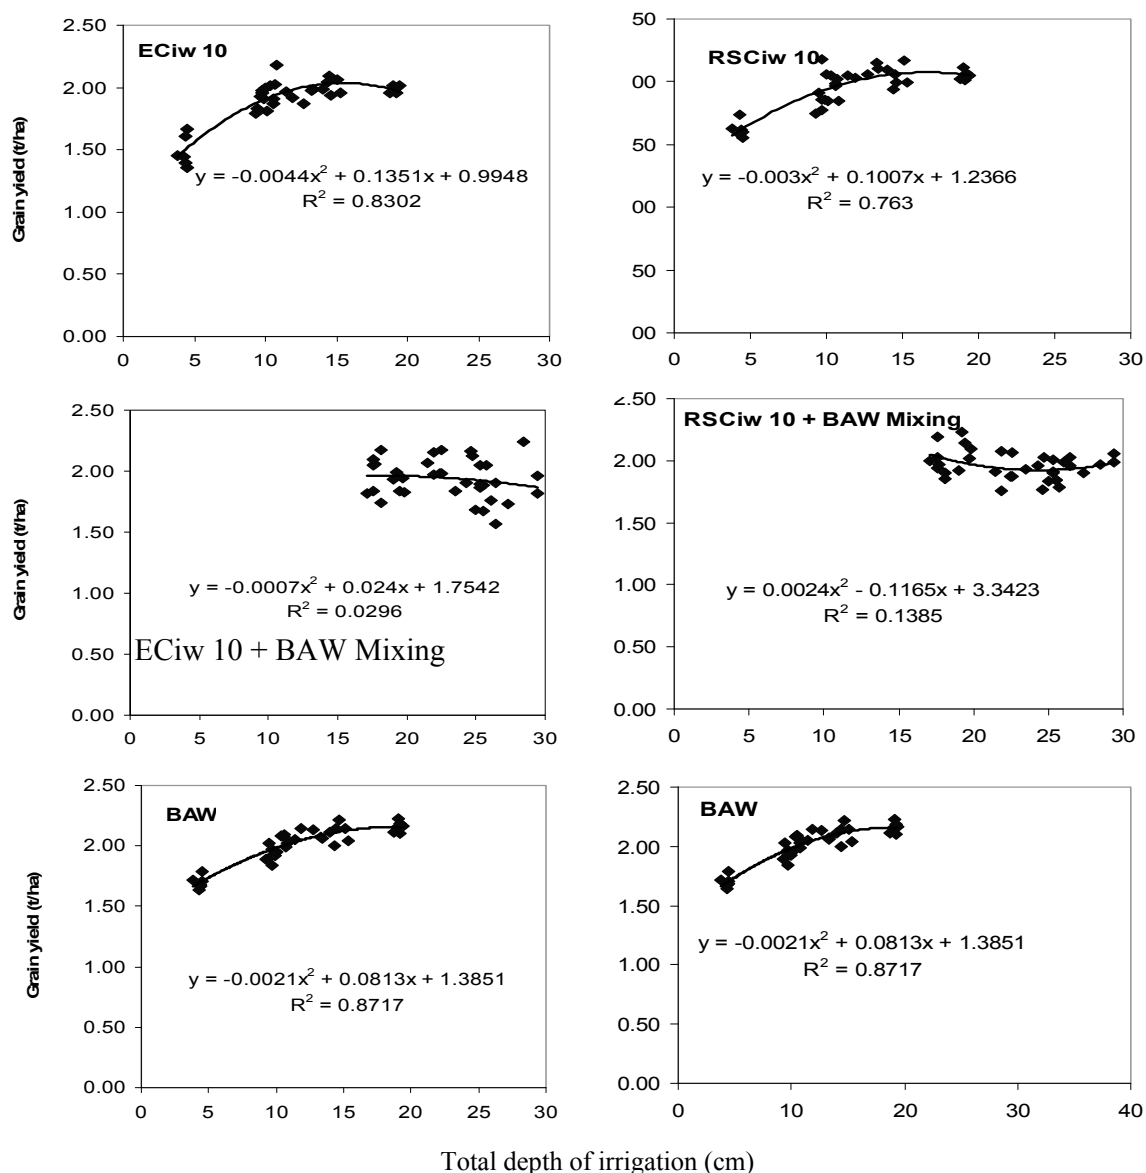 2.50
2.00
1.50
1.00
0.50
0.00
Grain yield (t/ha)
ECiw 10
y = -0.0044x² + 0.1351x + 0.9948
R² = 0.8302
0 5 10 15 20 25 30
50
00
50
00
50
00
RSCiw 10
y = -0.003x² + 0.1007x + 1.2366
R² = 0.763
0 5 10 15 20 25 30
2.50
2.00
1.50
1.00
0.50
0.00
Grain yield (t/ha)
y = -0.0007x² + 0.024x + 1.7542
R² = 0.0296
ECiw 10 + BAW Mixing
0 5 10 15 20 25 30
2.50
2.00
1.50
1.00
0.50
0.00
RSCiw 10 + BAW Mixing
y = 0.0024x² - 0.1165x + 3.3423
R² = 0.1385
0 5 10 15 20 25 30
2.50
2.00
1.50
1.00
0.50
0.00
Grain yield (t/ha)
BAW
y = -0.0021x² + 0.0813x + 1.3851
R² = 0.8717
0 5 10 15 20 25 30
2.50
2.00
1.50
1.00
0.50
0.00
BAW
y = -0.0021x² + 0.0813x + 1.3851
R² = 0.8717
0 10 20 30 40
Total depth of irrigation (cm)